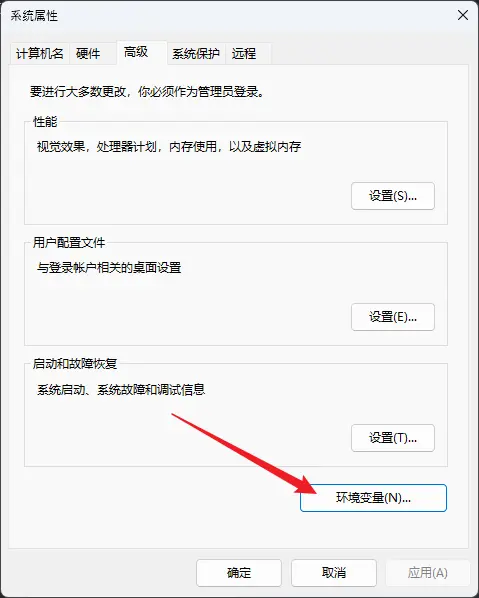 系统属性
计算机名 硬件 高级 系统保护 远程
要进行大多数更改，你必须作为管理员登录。
性能
视觉效果，处理器计划，内存使用，以及虚拟内存
设置(S)...
用户配置文件
与登录帐户相关的桌面设置
设置(E)...
启动和故障恢复
系统启动、系统故障和调试信息
设置(T)...
环境变量(N)...
确定 取消 应用(A)